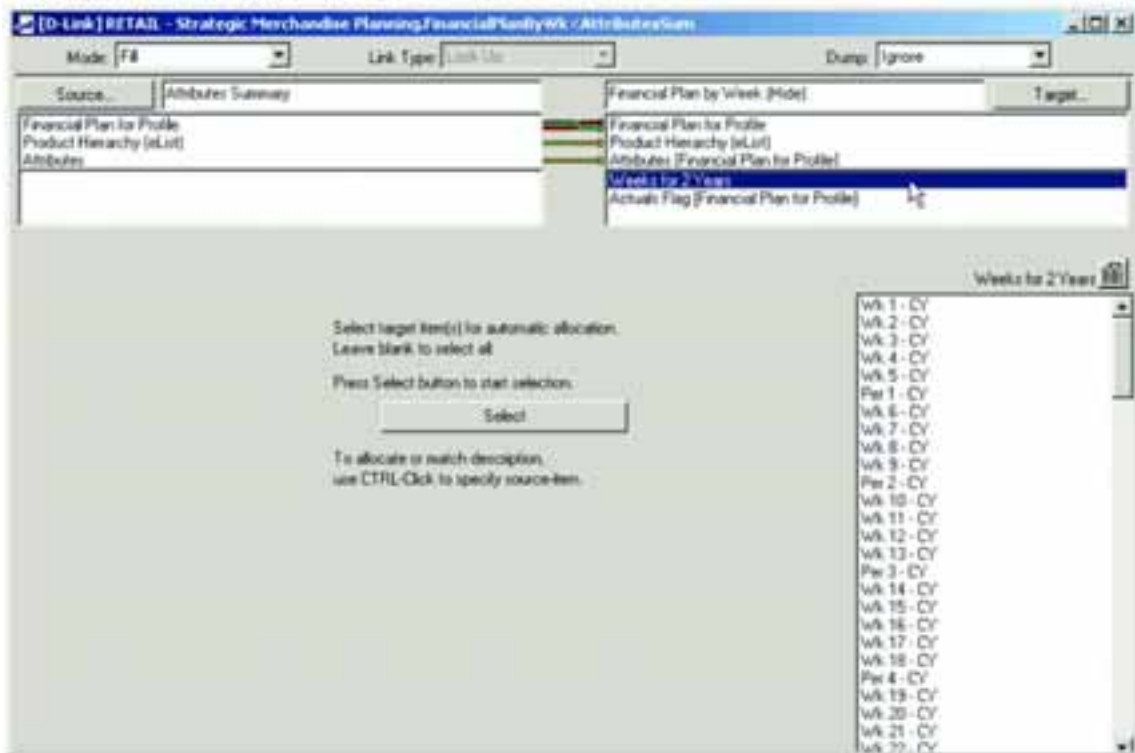 [D-Link] RETAIL - Strategic Merchandise Planning.FinancialPlanByWk<AttributesSum
Mode: Fill Link Type: Look Up Dump: Ignore
Source... Attributes Summary Financial Plan by Week (Hide) Target...
Financial Plan for Profile
Product Hierarchy (eList)
Attributes
Financial Plan for Profile
Product Hierarchy (eList)
Attributes [Financial Plan for Profile]
Weeks for 2 Years
Actuals Flag [Financial Plan for Profile]
Weeks for 2 Years
Select target item(s) for automatic allocation.
Leave blank to select all
Press Select button to start selection.
Select
To allocate or match description,
use CTRL-Click to specify source-item.
Wk 1 - CY
Wk 2 - CY
Wk 3 - CY
Wk 4 - CY
Wk 5 - CY
Per 1 - CY
Wk 6 - CY
Wk 7 - CY
Wk 8 - CY
Wk 9 - CY
Per 2 - CY
Wk 10 - CY
Wk 11 - CY
Wk 12 - CY
Wk 13 - CY
Per 3 - CY
Wk 14 - CY
Wk 15 - CY
Wk 16 - CY
Wk 17 - CY
Wk 18 - CY
Per 4 - CY
Wk 19 - CY
Wk 20 - CY
Wk 21 - CY
Wk 22 - CY